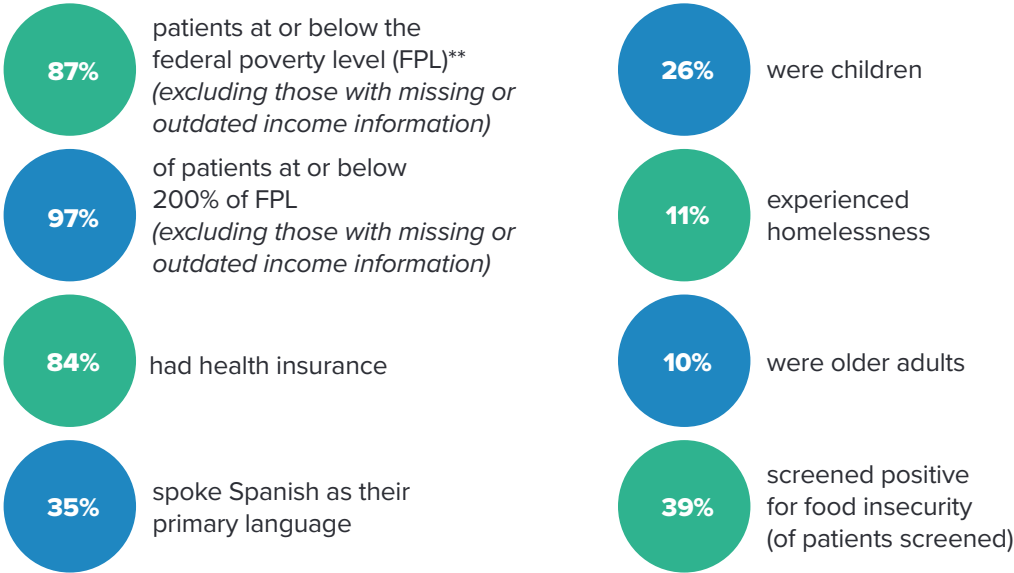 87%
patients at or below the
federal poverty level (FPL)**
(excluding those with missing or
outdated income information)
97%
of patients at or below
200% of FPL
(excluding those with missing or
outdated income information)
84%
had health insurance
35%
spoke Spanish as their
primary language
26%
were children
11%
experienced
homelessness
10%
were older adults
39%
screened positive
for food insecurity
(of patients screened)